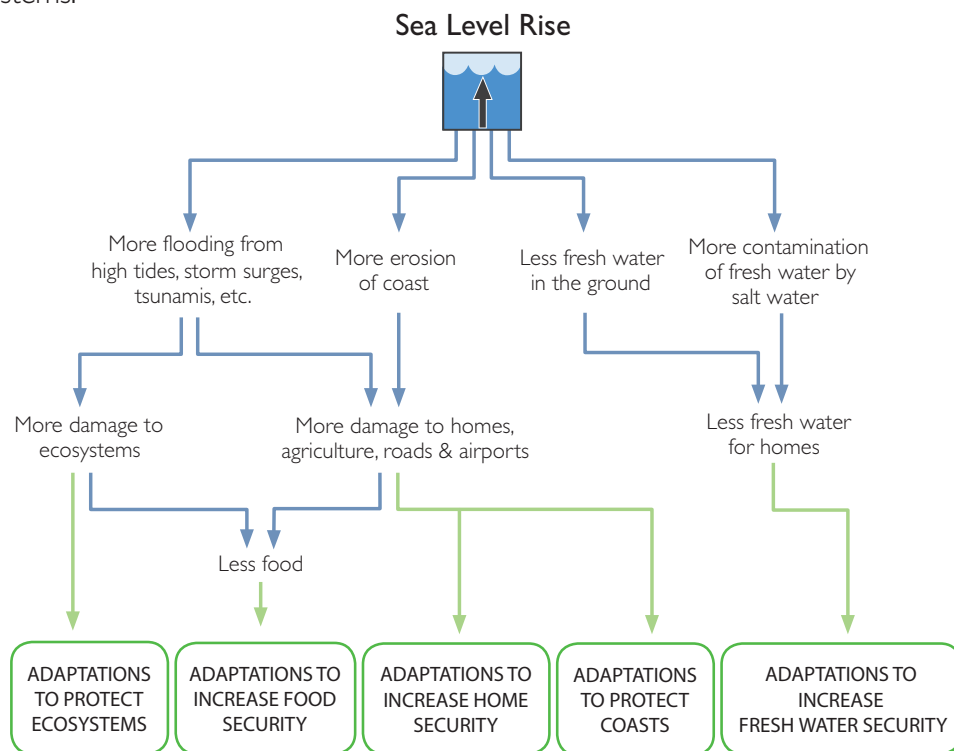 stems.
Sea Level Rise
More flooding from
high tides, storm surges,
tsunamis, etc.
More erosion
of coast
Less fresh water
in the ground
More contamination
of fresh water by
salt water
More damage to
ecosystems
More damage to homes,
agriculture, roads & airports
Less fresh water
for homes
Less food
ADAPTATIONS
TO PROTECT
ECOSYSTEMS
ADAPTATIONS TO
INCREASE FOOD
SECURITY
ADAPTATIONS TO
INCREASE HOME
SECURITY
ADAPTATIONS
TO PROTECT
COASTS
ADAPTATIONS TO
INCREASE
FRESH WATER SECURITY